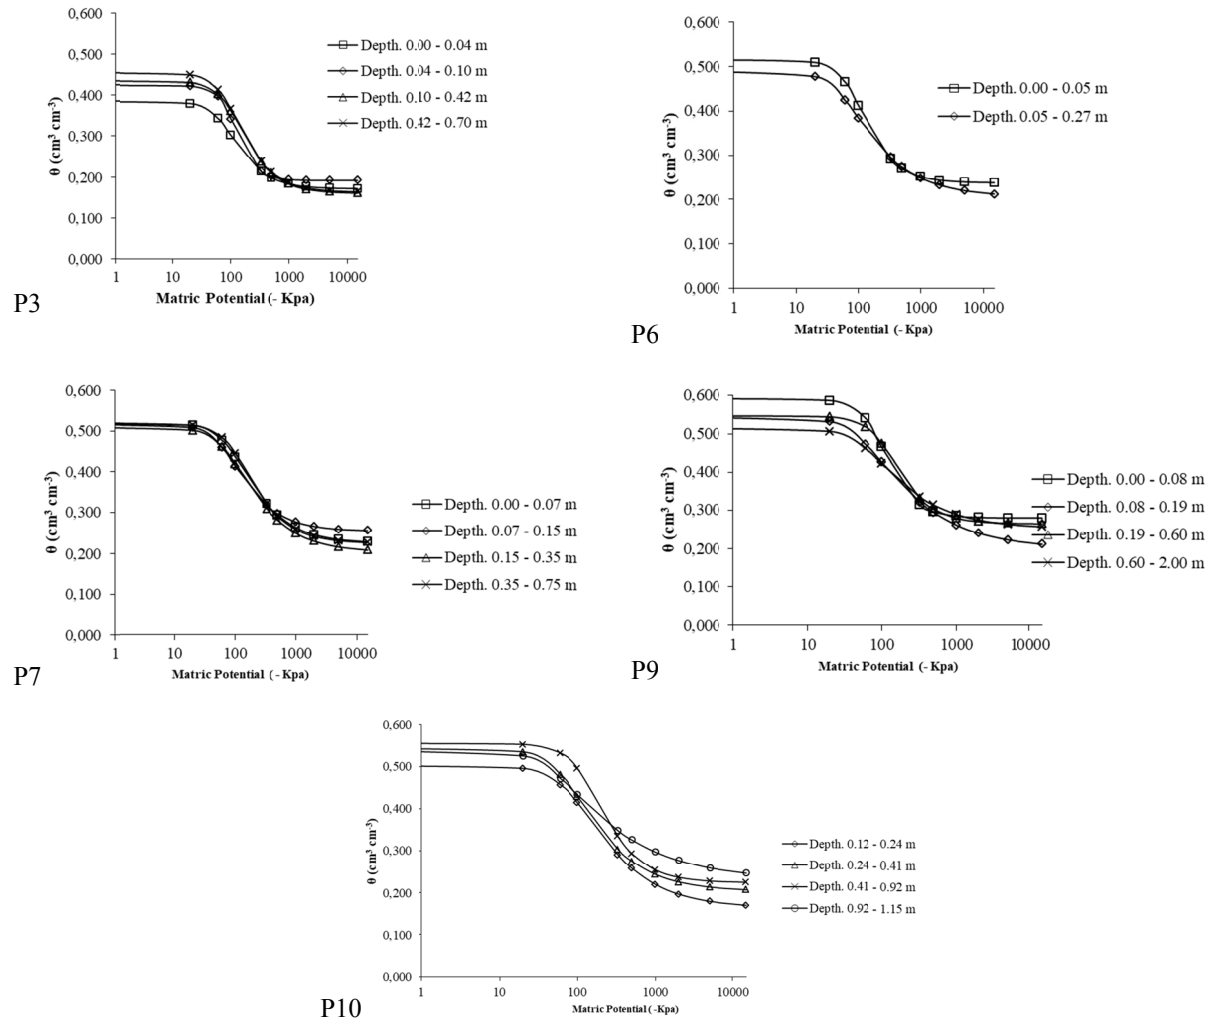 0,600
0,500
0,400
0,300
0,200
0,100
0,000
θ (cm³ cm⁻³)
1 10 100 1000 10000
Matric Potential (- Kpa)
Depth. 0.00 - 0.04 m
Depth. 0.04 - 0.10 m
Depth. 0.10 - 0.42 m
Depth. 0.42 - 0.70 m
P3
0,600
0,500
0,400
0,300
0,200
0,100
0,000
θ (cm³ cm⁻³)
1 10 100 1000 10000
Matric Potential (- Kpa)
Depth. 0.00 - 0.05 m
Depth. 0.05 - 0.27 m
P6
0,600
0,500
0,400
0,300
0,200
0,100
0,000
θ (cm³ cm⁻³)
1 10 100 1000 10000
Matric Potential (- Kpa)
Depth. 0.00 - 0.07 m
Depth. 0.07 - 0.15 m
Depth. 0.15 - 0.35 m
Depth. 0.35 - 0.75 m
P7
0,600
0,500
0,400
0,300
0,200
0,100
0,000
θ (cm³ cm⁻³)
1 10 100 1000 10000
Matric Potential (- Kpa)
Depth. 0.00 - 0.08 m
Depth. 0.08 - 0.19 m
Depth. 0.19 - 0.60 m
Depth. 0.60 - 2.00 m
P9
0,600
0,500
0,400
0,300
0,200
0,100
0,000
θ (cm³ cm⁻³)
1 10 100 1000 10000
Matric Potential (-Kpa)
Depth. 0.12 - 0.24 m
Depth. 0.24 - 0.41 m
Depth. 0.41 - 0.92 m
Depth. 0.92 - 1.15 m
P10